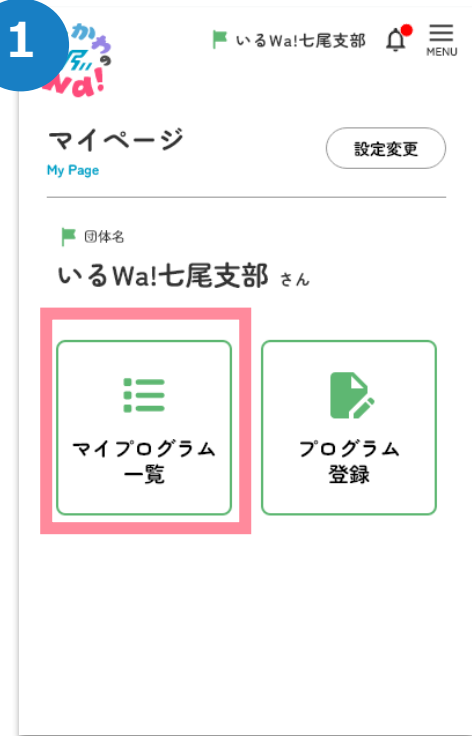 1
いるWa!七尾支部
MENU
マイページ
My Page
設定変更
団体名
いるWa!七尾支部 さん
マイプログラム
一覧
プログラム
登録